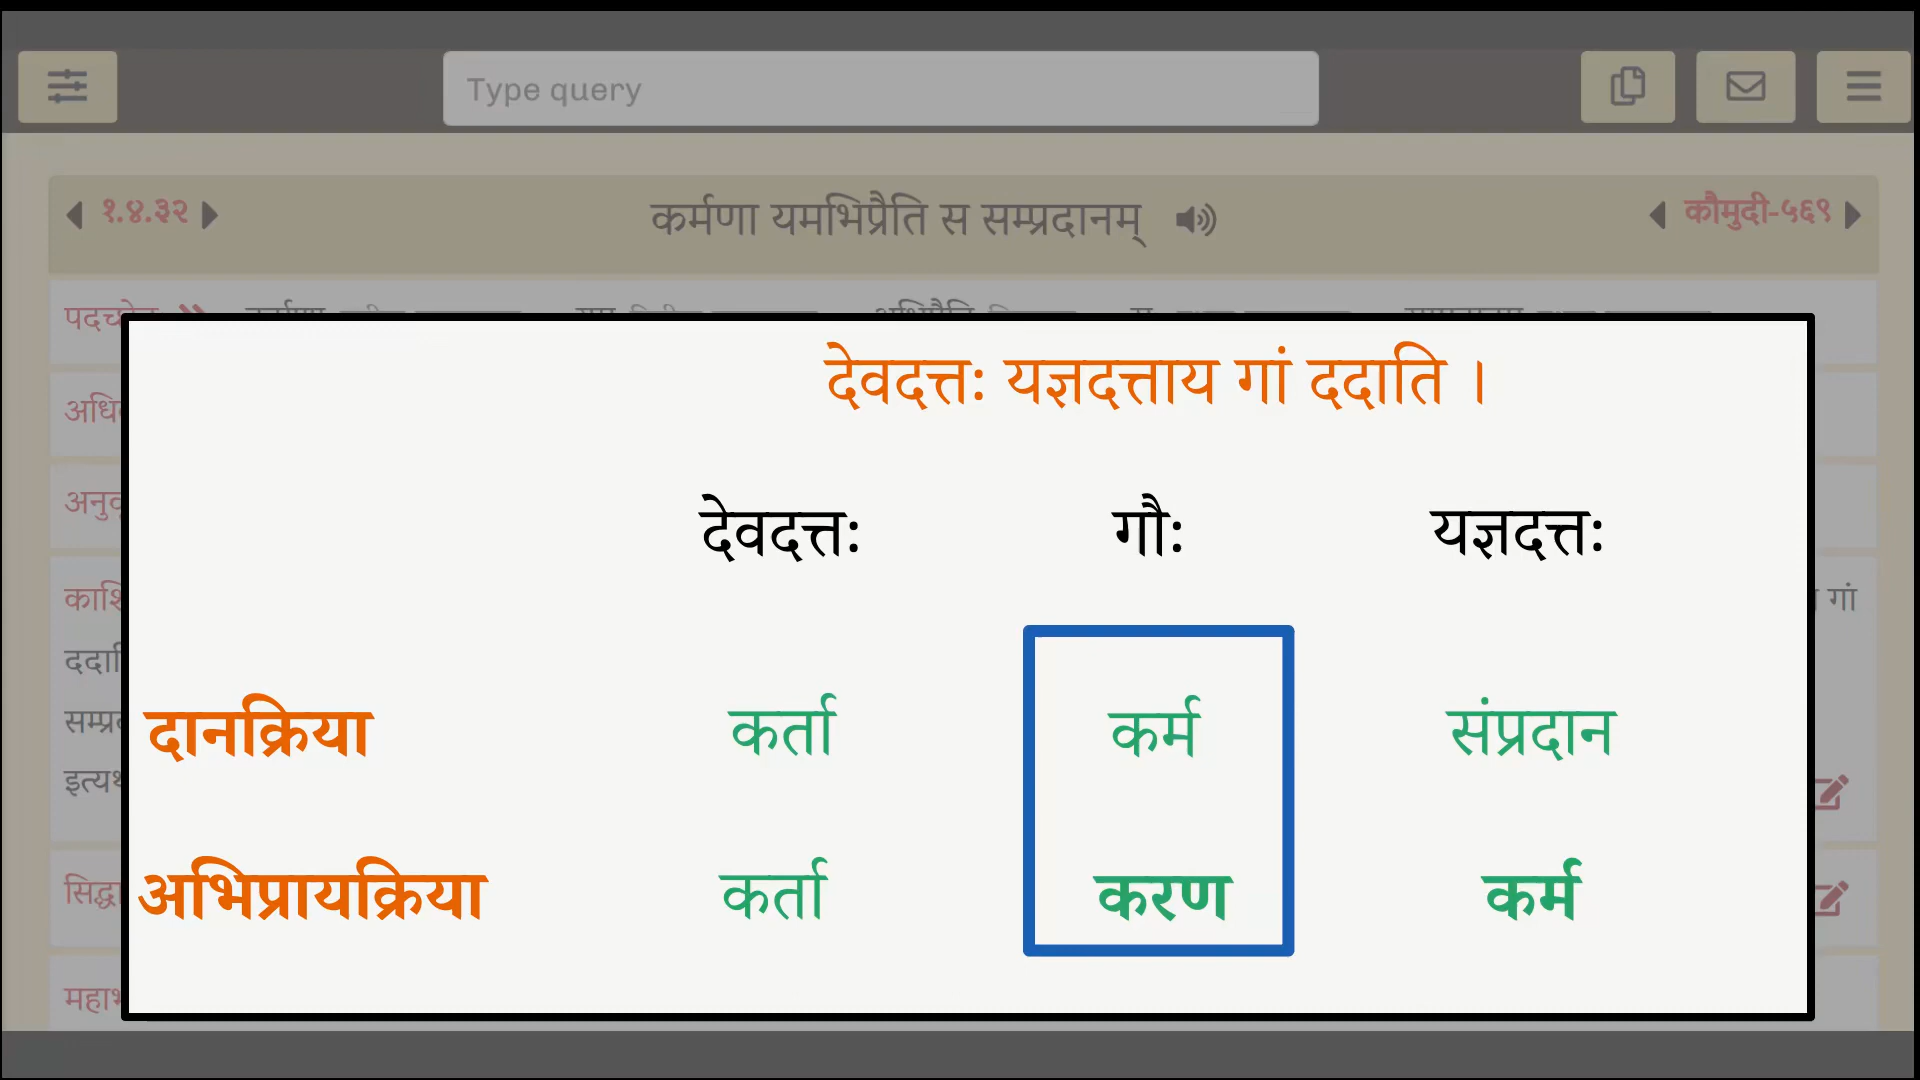 Type query
१.४.३२ कर्मणा यमभिप्रैति स सम्प्रदानम् कौमुदी-५६९
देवदत्तः यज्ञदत्ताय गां ददाति ।
देवदत्तः गौः यज्ञदत्तः
गां
दानक्रिया कर्ता कर्म संप्रदान
अभिप्रायक्रिया कर्ता करण कर्म